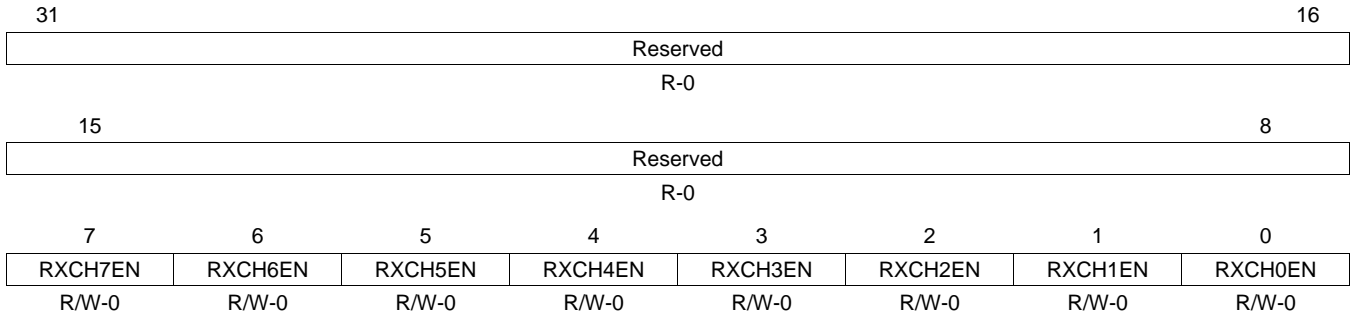 31 16
Reserved
R-0
15 8
Reserved
R-0
7 6 5 4 3 2 1 0
RXCH7EN RXCH6EN RXCH5EN RXCH4EN RXCH3EN RXCH2EN RXCH1EN RXCH0EN
R/W-0 R/W-0 R/W-0 R/W-0 R/W-0 R/W-0 R/W-0 R/W-0